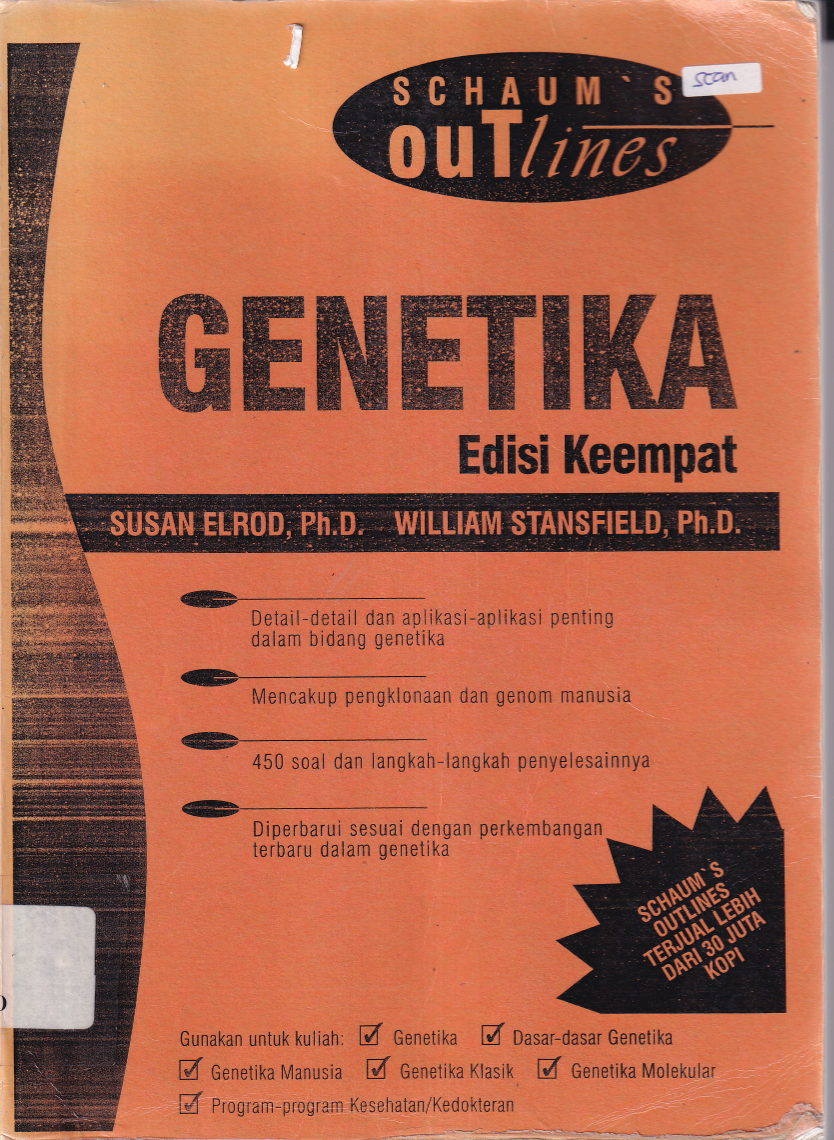 SCHAUM`S
scan
ouTlines
GENETIKA
Edisi Keempat
SUSAN ELROD, Ph.D. WILLIAM STANSFIELD, Ph.D.
Detail-detail dan aplikasi-aplikasi penting
dalam bidang genetika
Mencakup pengklonaan dan genom manusia
450 soal dan langkah-langkah penyelesainnya
Diperbarui sesuai dengan perkembangan
terbaru dalam genetika
SCHAUM`S
OUTLINES
TERJUAL LEBIH
DARI 30 JUTA
KOPI
Gunakan untuk kuliah: Genetika Dasar-dasar Genetika
Genetika Manusia Genetika Klasik Genetika Molekular
Program-program Kesehatan/Kedokteran